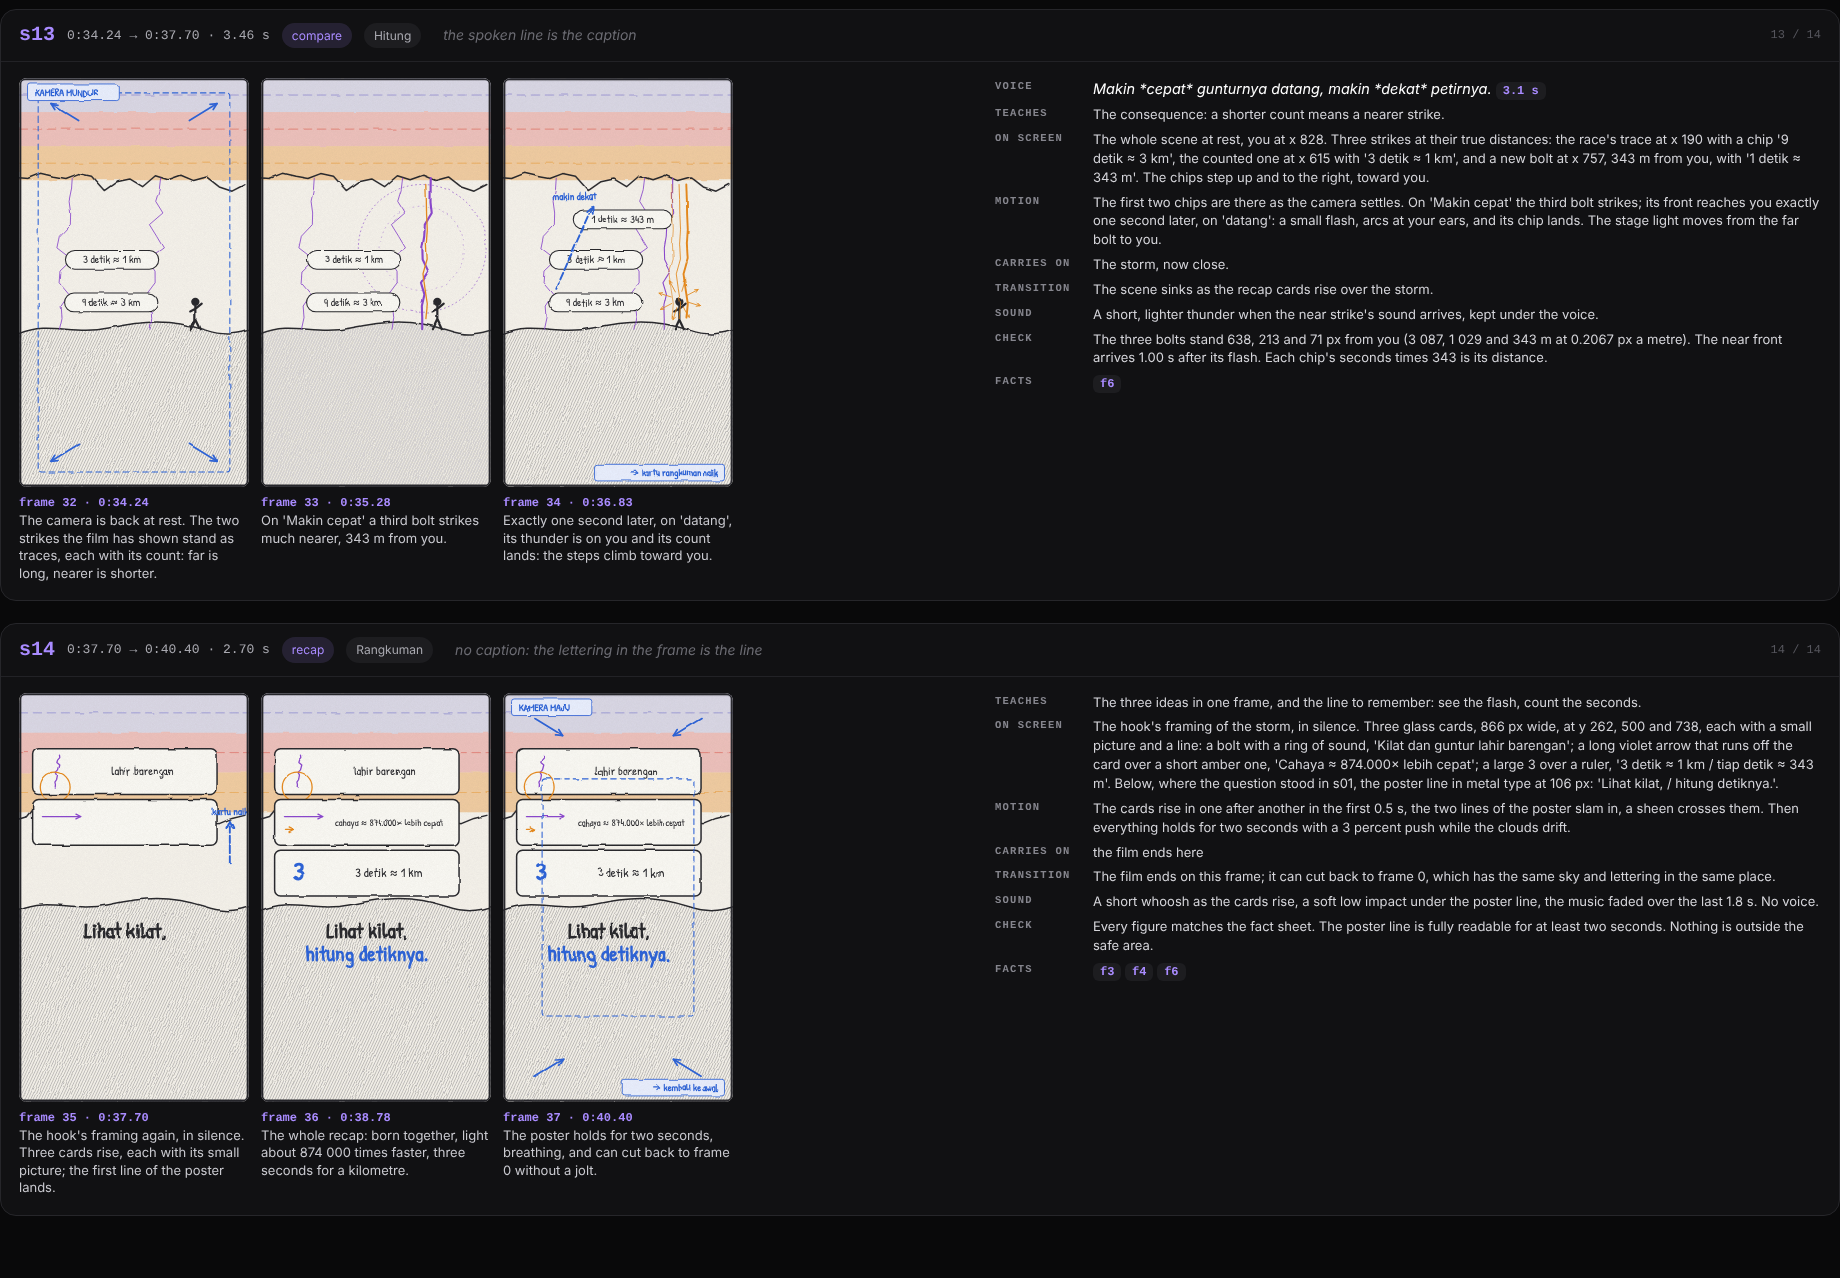 s13 0:34.24 → 0:37.70 · 3.46 s compare Hitung the spoken line is the caption 13 / 14
KAMERA MUNDUR
3 detik ≈ 1 km
9 detik ≈ 3 km
3 detik ≈ 1 km
9 detik ≈ 3 km
makin dekat
1 detik ≈ 343 m
3 detik ≈ 1 km
9 detik ≈ 3 km
→ kartu rangkuman naik
frame 32 · 0:34.24
The camera is back at rest. The two
strikes the film has shown stand as
traces, each with its count: far is
long, nearer is shorter.
frame 33 · 0:35.28
On 'Makin cepat' a third bolt strikes
much nearer, 343 m from you.
frame 34 · 0:36.83
Exactly one second later, on 'datang',
its thunder is on you and its count
lands: the steps climb toward you.
VOICE Makin *cepat* gunturnya datang, makin *dekat* petirnya. 3.1 s
TEACHES The consequence: a shorter count means a nearer strike.
ON SCREEN The whole scene at rest, you at x 828. Three strikes at their true distances: the race's trace at x 190 with a chip '9
detik ≈ 3 km', the counted one at x 615 with '3 detik ≈ 1 km', and a new bolt at x 757, 343 m from you, with '1 detik ≈
343 m'. The chips step up and to the right, toward you.
MOTION The first two chips are there as the camera settles. On 'Makin cepat' the third bolt strikes; its front reaches you exactly
one second later, on 'datang': a small flash, arcs at your ears, and its chip lands. The stage light moves from the far
bolt to you.
CARRIES ON The storm, now close.
TRANSITION The scene sinks as the recap cards rise over the storm.
SOUND A short, lighter thunder when the near strike's sound arrives, kept under the voice.
CHECK The three bolts stand 638, 213 and 71 px from you (3 087, 1 029 and 343 m at 0.2067 px a metre). The near front
arrives 1.00 s after its flash. Each chip's seconds times 343 is its distance.
FACTS f6
s14 0:37.70 → 0:40.40 · 2.70 s recap Rangkuman no caption: the lettering in the frame is the line 14 / 14
lahir barengan
kartu naik
Lihat kilat,
lahir barengan
cahaya ≈ 874.000× lebih cepat
3 3 detik ≈ 1 km
Lihat kilat,
hitung detiknya.
KAMERA MAJU
lahir barengan
cahaya ≈ 874.000× lebih cepat
3 3 detik ≈ 1 km
Lihat kilat,
hitung detiknya.
→ kembali ke awal
frame 35 · 0:37.70
The hook's framing again, in silence.
Three cards rise, each with its small
picture; the first line of the poster
lands.
frame 36 · 0:38.78
The whole recap: born together, light
about 874 000 times faster, three
seconds for a kilometre.
frame 37 · 0:40.40
The poster holds for two seconds,
breathing, and can cut back to frame
0 without a jolt.
TEACHES The three ideas in one frame, and the line to remember: see the flash, count the seconds.
ON SCREEN The hook's framing of the storm, in silence. Three glass cards, 866 px wide, at y 262, 500 and 738, each with a small
picture and a line: a bolt with a ring of sound, 'Kilat dan guntur lahir barengan'; a long violet arrow that runs off the
card over a short amber one, 'Cahaya ≈ 874.000× lebih cepat'; a large 3 over a ruler, '3 detik ≈ 1 km / tiap detik ≈ 343
m'. Below, where the question stood in s01, the poster line in metal type at 106 px: 'Lihat kilat, / hitung detiknya.'.
MOTION The cards rise in one after another in the first 0.5 s, the two lines of the poster slam in, a sheen crosses them. Then
everything holds for two seconds with a 3 percent push while the clouds drift.
CARRIES ON the film ends here
TRANSITION The film ends on this frame; it can cut back to frame 0, which has the same sky and lettering in the same place.
SOUND A short whoosh as the cards rise, a soft low impact under the poster line, the music faded over the last 1.8 s. No voice.
CHECK Every figure matches the fact sheet. The poster line is fully readable for at least two seconds. Nothing is outside the
safe area.
FACTS f3 f4 f6